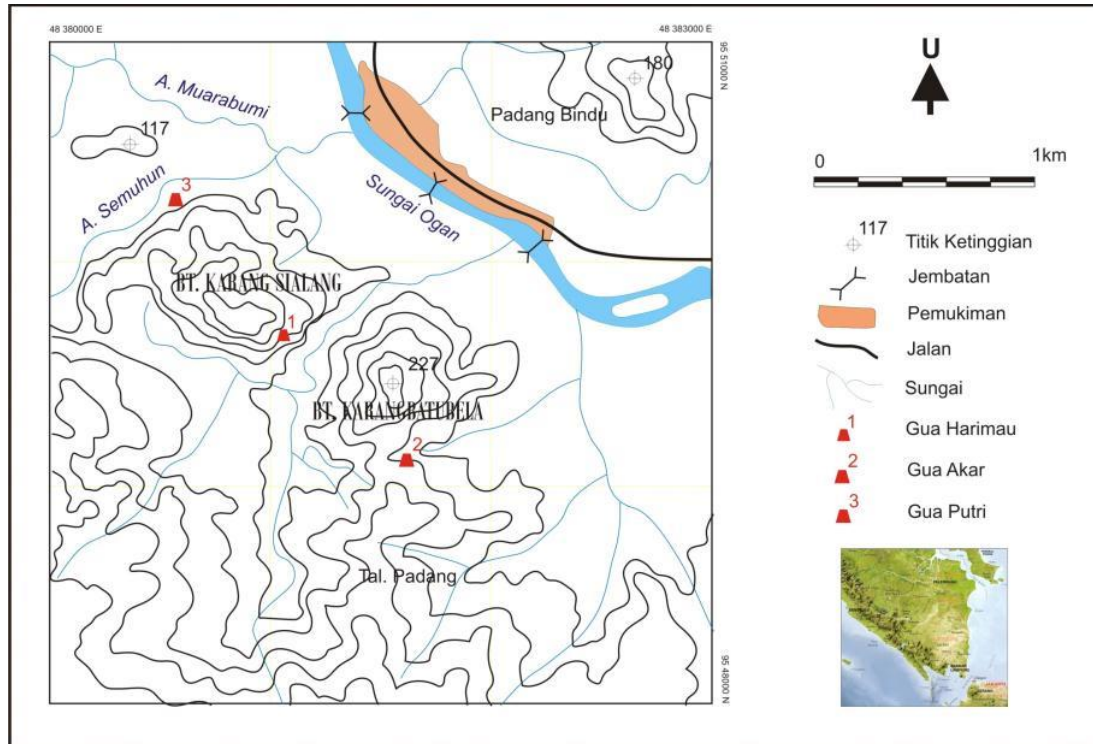 48 380000 E
48 383000 E
95 51000 N
A. Muarabumi
117
A. Semuhun
3
Sungai Ogan
Padang Bindu
180
BT. KARANG SIALANG
1
227
BT. KARANGBATUBELA
2
Tal. Padang
95 48000 N
U
0
1km
117
Titik Ketinggian
Jembatan
Pemukiman
Jalan
Sungai
1
Gua Harimau
2
Gua Akar
3
Gua Putri